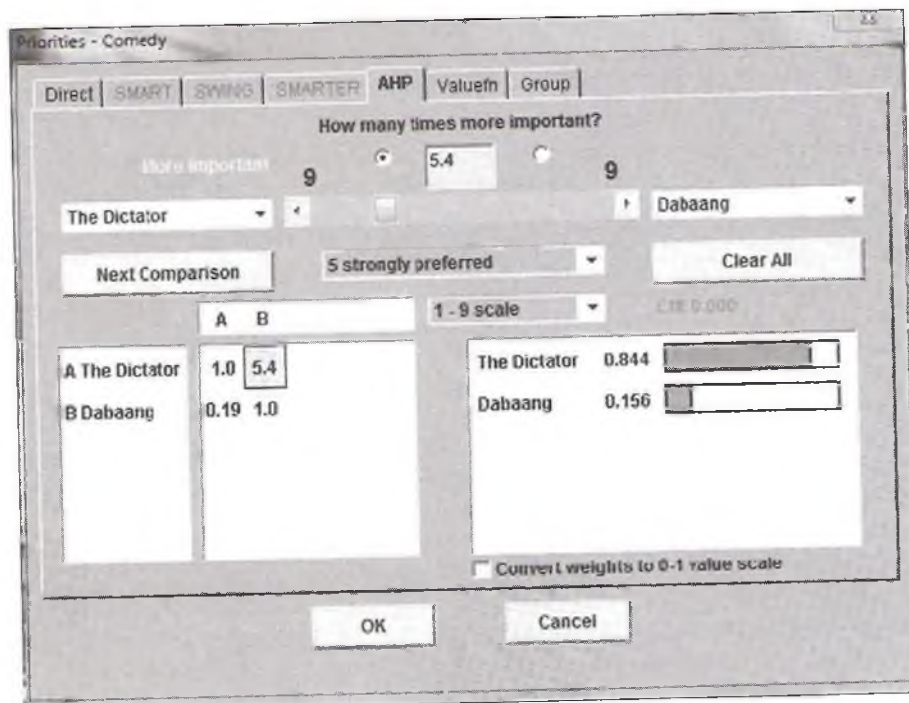 Priorities - Comedy
Direct SMART SWING SMARTER AHP Valuefn Group
How many times more important?
More important 9 5.4 9
The Dictator Dabaang
Next Comparison 5 strongly preferred Clear All
A B 1 - 9 scale 0.000
A The Dictator 1.0 5.4
B Dabaang 0.19 1.0
The Dictator 0.844
Dabaang 0.156
Convert weights to 0-1 value scale
OK Cancel